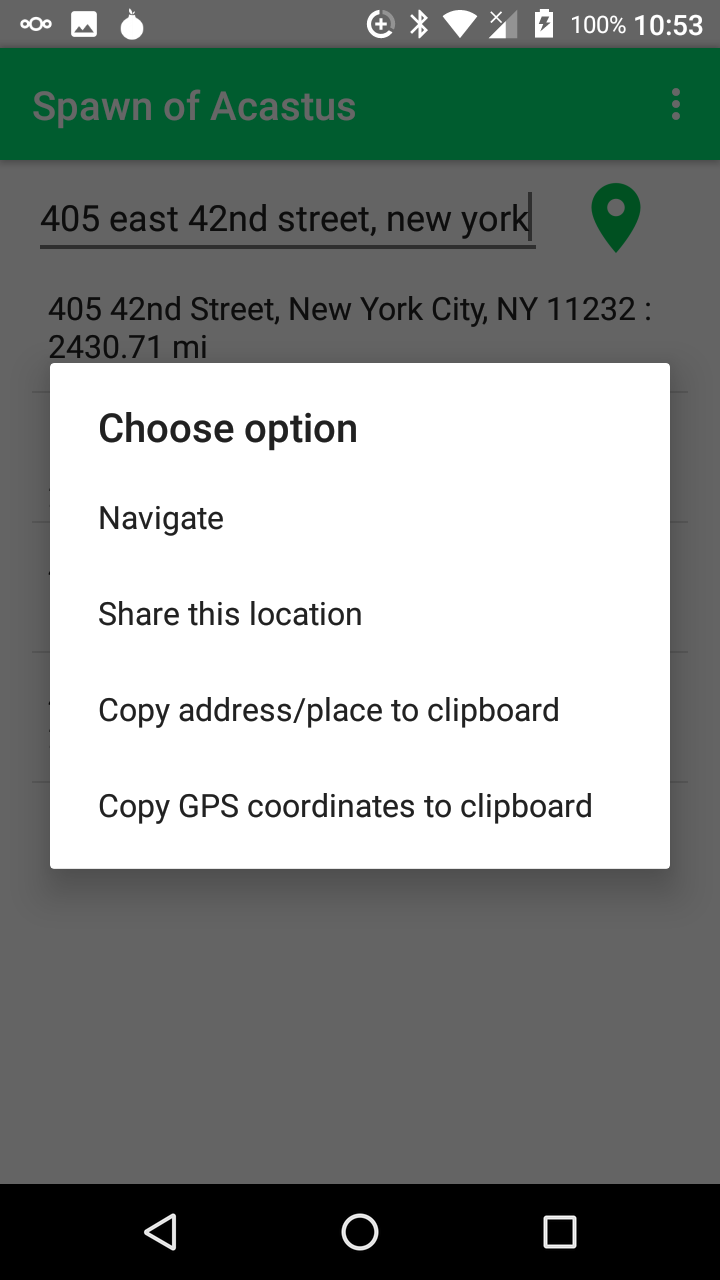 100% 10:53
Spawn of Acastus
405 east 42nd street, new york
405 42nd Street, New York City, NY 11232 :
2430.71 mi
Choose option
Navigate
Share this location
Copy address/place to clipboard
Copy GPS coordinates to clipboard